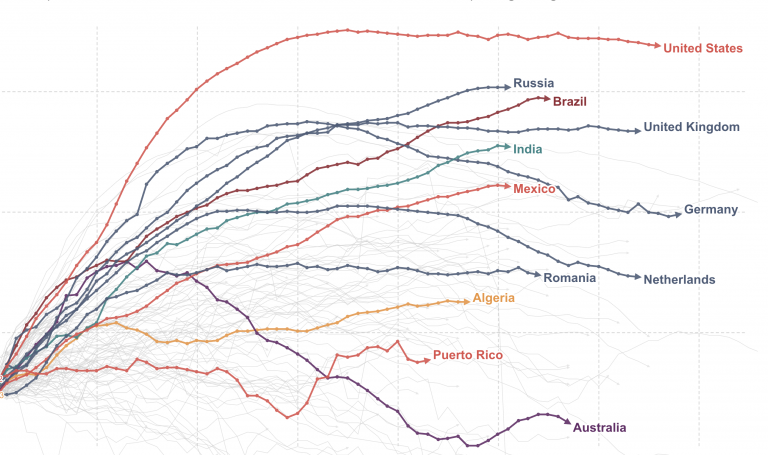 United States
Russia
Brazil
United Kingdom
India
Mexico
Germany
Romania
Netherlands
Algeria
Puerto Rico
Australia